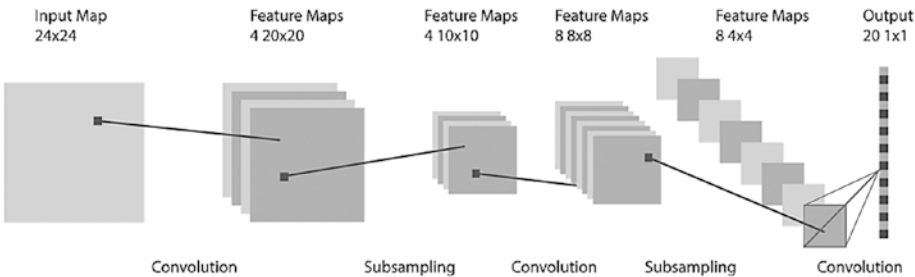 Input Map
24x24
Feature Maps
4 20x20
Feature Maps
4 10x10
Feature Maps
8 8x8
Feature Maps
8 4x4
Output
20 1x1
Convolution
Subsampling
Convolution
Subsampling
Convolution